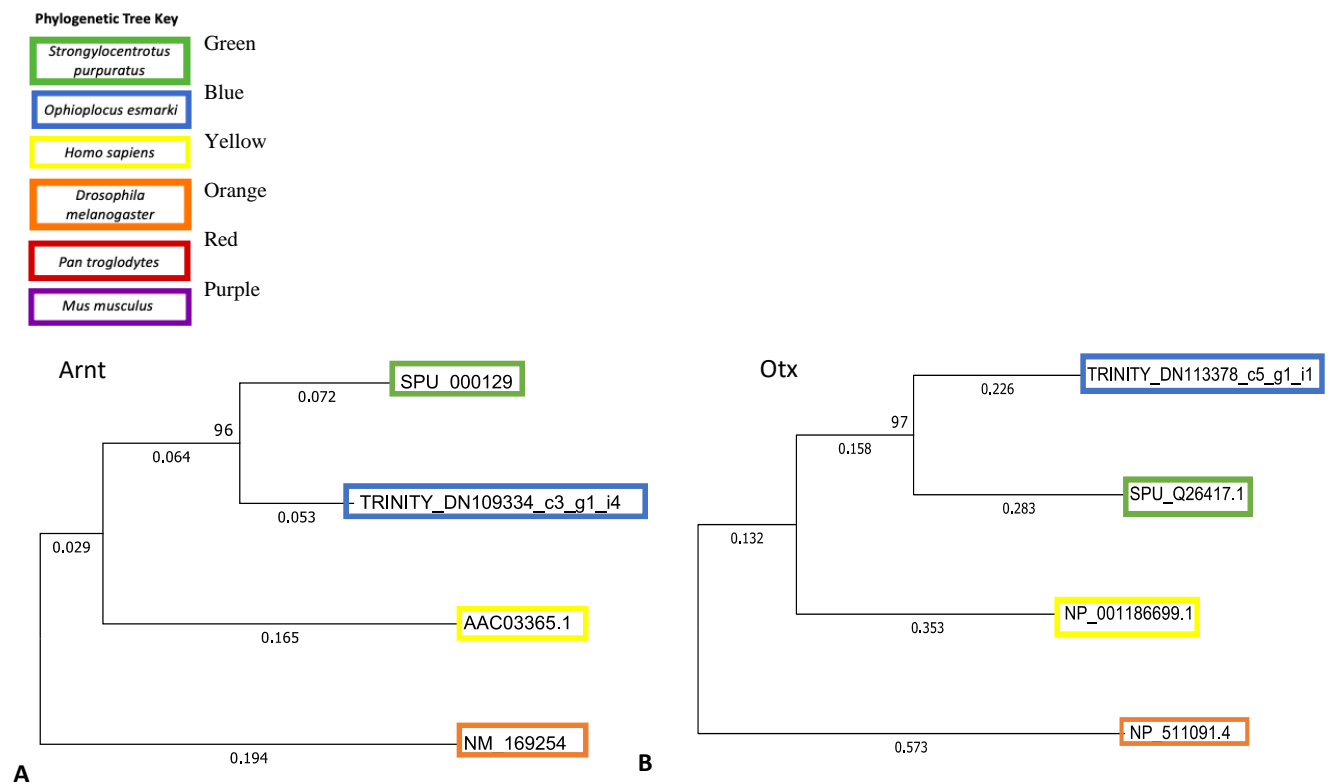 Phylogenetic Tree Key
Strongylocentrotus
purpuratus
Green
Ophioplocus esmarki
Blue
Homo sapiens
Yellow
Drosophila
melanogaster
Orange
Pan troglodytes
Red
Mus musculus
Purple
Arnt
SPU_000129
0.072
96
0.064
TRINITY_DN109334_c3_g1_i4
0.053
0.029
AAC03365.1
0.165
NM_169254
0.194
A
Otx
TRINITY_DN113378_c5_g1_i1
0.226
97
0.158
SPU_Q26417.1
0.283
0.132
NP_001186699.1
0.353
NP_511091.4
0.573
B